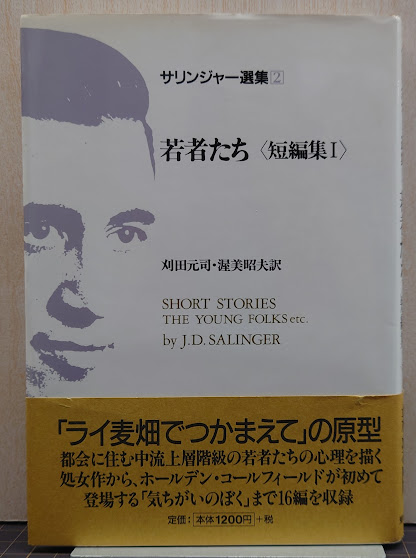 サリンジャー選集2
若者たち〈短編集I〉
刈田元司・渥美昭夫訳
SHORT STORIES
THE YOUNG FOLKS etc.
by J.D. SALINGER
「ライ麦畑でつかまえて」の原型
都会に住む中流上層階級の若者たちの心理を描く
処女作から、ホールデン・コールフィールドが初めて
登場する「気ちがいのぼく」まで16編を収録
定価：本体1200円+税